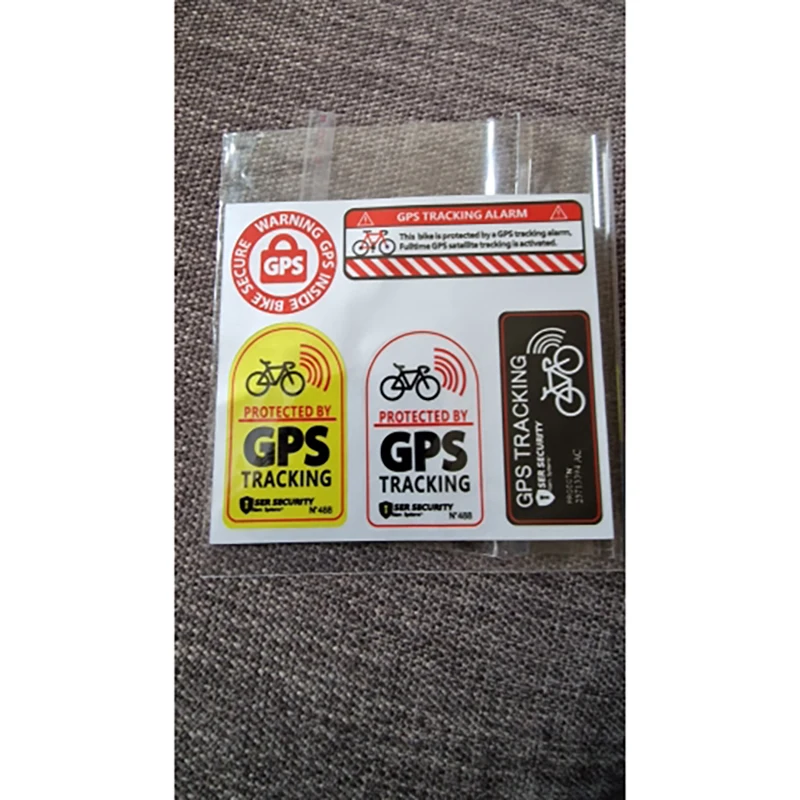 WARNING GPS INSIDE BIKE SECURE
GPS
GPS TRACKING ALARM
This bike is protected by a GPS tracking alarm,
Fulltime GPS satellite tracking is activated.
PROTECTED BY
GPS
TRACKING
SER SECURITY
N°488
PROTECTED BY
GPS
TRACKING
SER SECURITY
N°488
GPS TRACKING
SER SECURITY